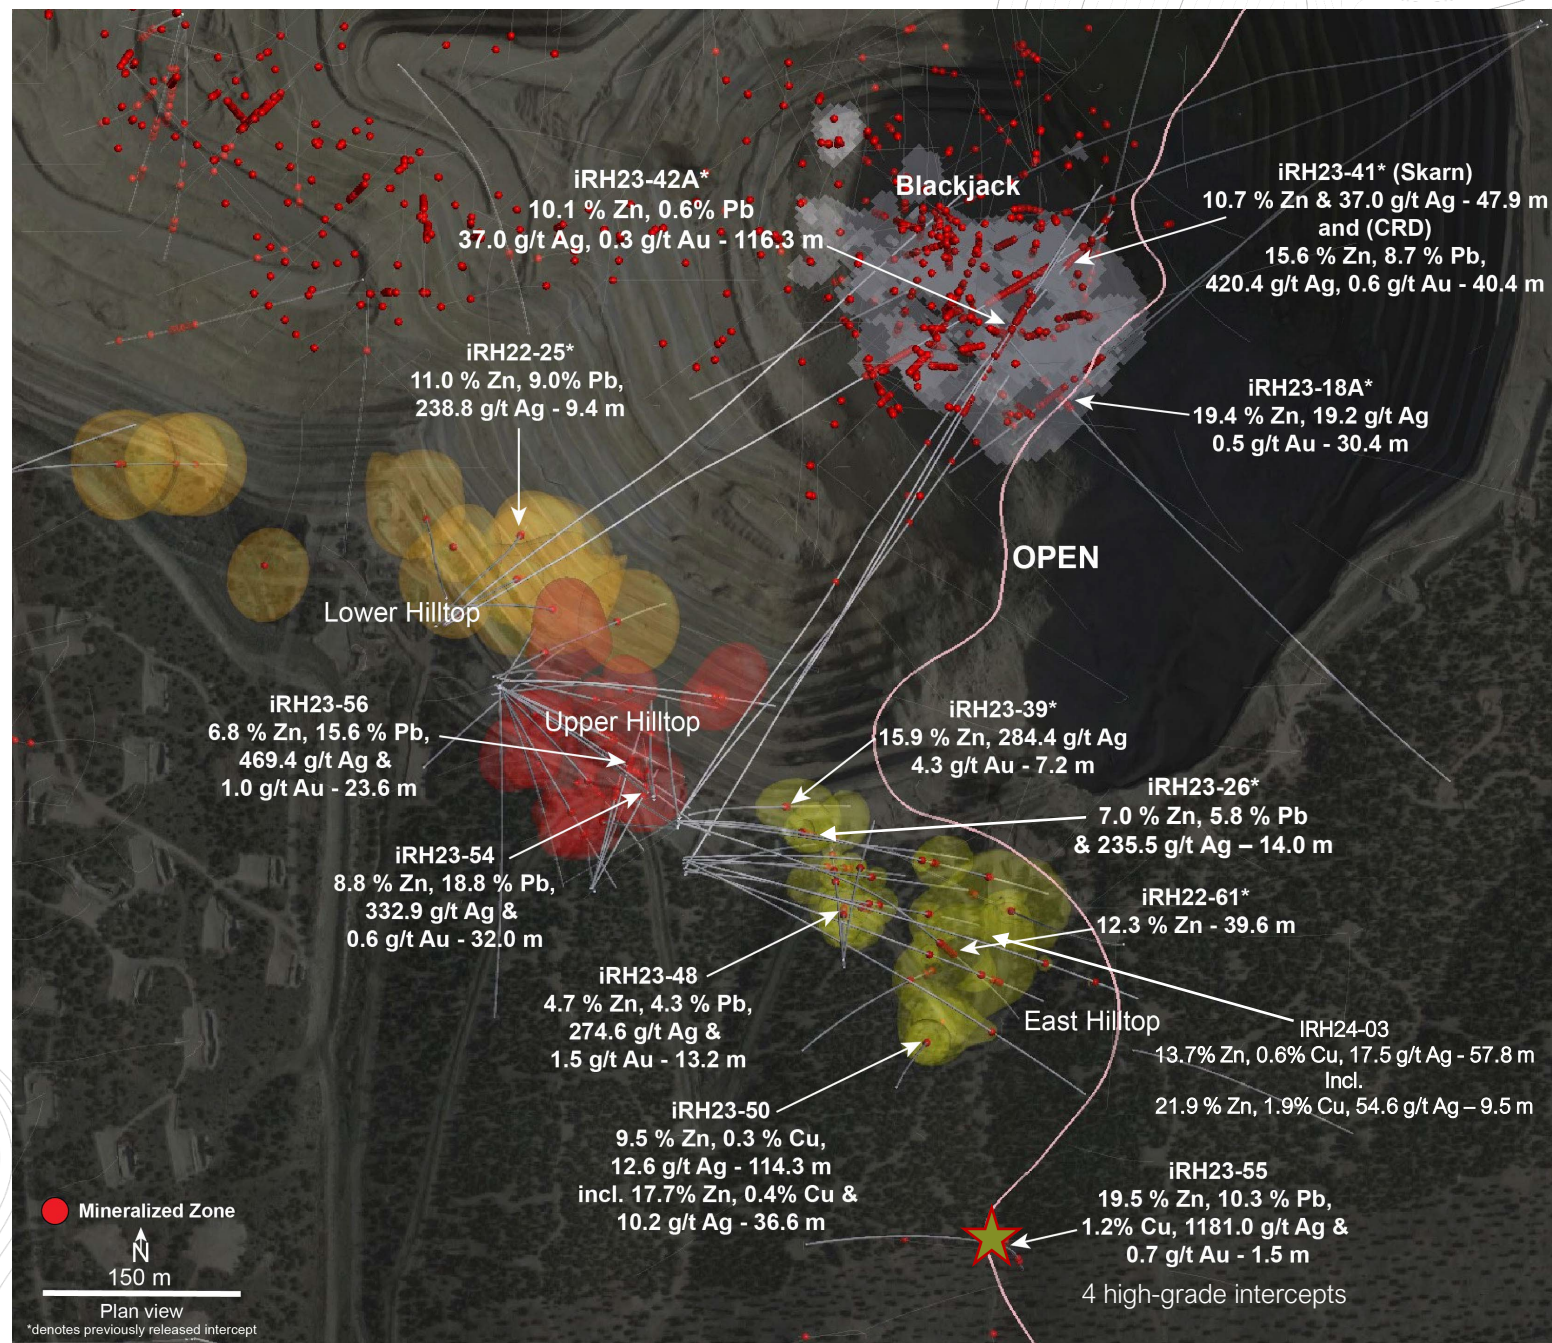 iRH23-42A*
10.1 % Zn, 0.6% Pb
37.0 g/t Ag, 0.3 g/t Au - 116.3 m
Blackjack
iRH23-41* (Skarn)
10.7 % Zn & 37.0 g/t Ag - 47.9 m
and (CRD)
15.6 % Zn, 8.7 % Pb,
420.4 g/t Ag, 0.6 g/t Au - 40.4 m
iRH22-25*
11.0 % Zn, 9.0% Pb,
238.8 g/t Ag - 9.4 m
iRH23-18A*
19.4 % Zn, 19.2 g/t Ag
0.5 g/t Au - 30.4 m
OPEN
Lower Hilltop
iRH23-56
6.8 % Zn, 15.6 % Pb,
469.4 g/t Ag &
1.0 g/t Au - 23.6 m
Upper Hilltop
iRH23-39*
15.9 % Zn, 284.4 g/t Ag
4.3 g/t Au - 7.2 m
iRH23-26*
7.0 % Zn, 5.8 % Pb
& 235.5 g/t Ag – 14.0 m
iRH23-54
8.8 % Zn, 18.8 % Pb,
332.9 g/t Ag &
0.6 g/t Au - 32.0 m
iRH22-61*
12.3 % Zn - 39.6 m
iRH23-48
4.7 % Zn, 4.3 % Pb,
274.6 g/t Ag &
1.5 g/t Au - 13.2 m
East Hilltop
IRH24-03
13.7% Zn, 0.6% Cu, 17.5 g/t Ag - 57.8 m
Incl.
21.9 % Zn, 1.9% Cu, 54.6 g/t Ag – 9.5 m
iRH23-50
9.5 % Zn, 0.3 % Cu,
12.6 g/t Ag - 114.3 m
incl. 17.7% Zn, 0.4% Cu &
10.2 g/t Ag - 36.6 m
iRH23-55
19.5 % Zn, 10.3 % Pb,
1.2% Cu, 1181.0 g/t Ag &
0.7 g/t Au - 1.5 m
4 high-grade intercepts
Mineralized Zone
N
150 m
Plan view
*denotes previously released intercept